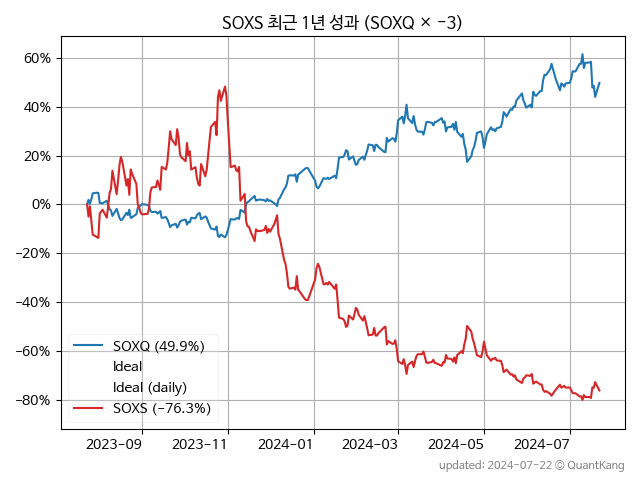 SOXS 최근 1년 성과 (SOXQ × −3)
60%
40%
20%
0%
−20%
−40%
−60%
−80%
SOXQ (49.9%)
Ideal
Ideal (daily)
SOXS (−76.3%)
2023-09
2023-11
2024-01
2024-03
2024-05
2024-07
updated: 2024-07-22 © QuantKang